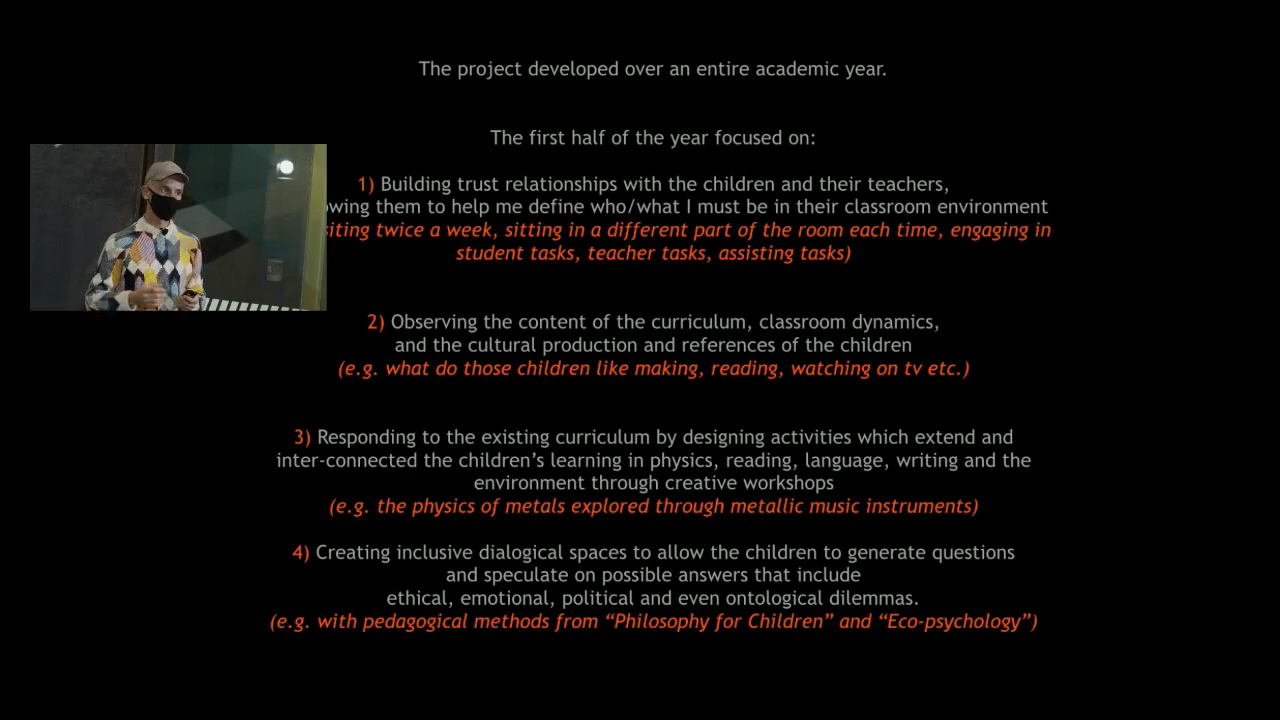 The project developed over an entire academic year.
The first half of the year focused on:
1) Building trust relationships with the children and their teachers,
them to help me define who/what I must be in their classroom environment
twice a week, sitting in a different part of the room each time, engaging in
student tasks, teacher tasks, assisting tasks)
2) Observing the content of the curriculum, classroom dynamics,
and the cultural production and references of the children
(e.g. what do those children like making, reading, watching on tv etc.)
3) Responding to the existing curriculum by designing activities which extend and
inter-connected the children’s learning in physics, reading, language, writing and the
environment through creative workshops
(e.g. the physics of metals explored through metallic music instruments)
4) Creating inclusive dialogical spaces to allow the children to generate questions
and speculate on possible answers that include
ethical, emotional, political and even ontological dilemmas.
(e.g. with pedagogical methods from “Philosophy for Children” and “Eco-psychology”)